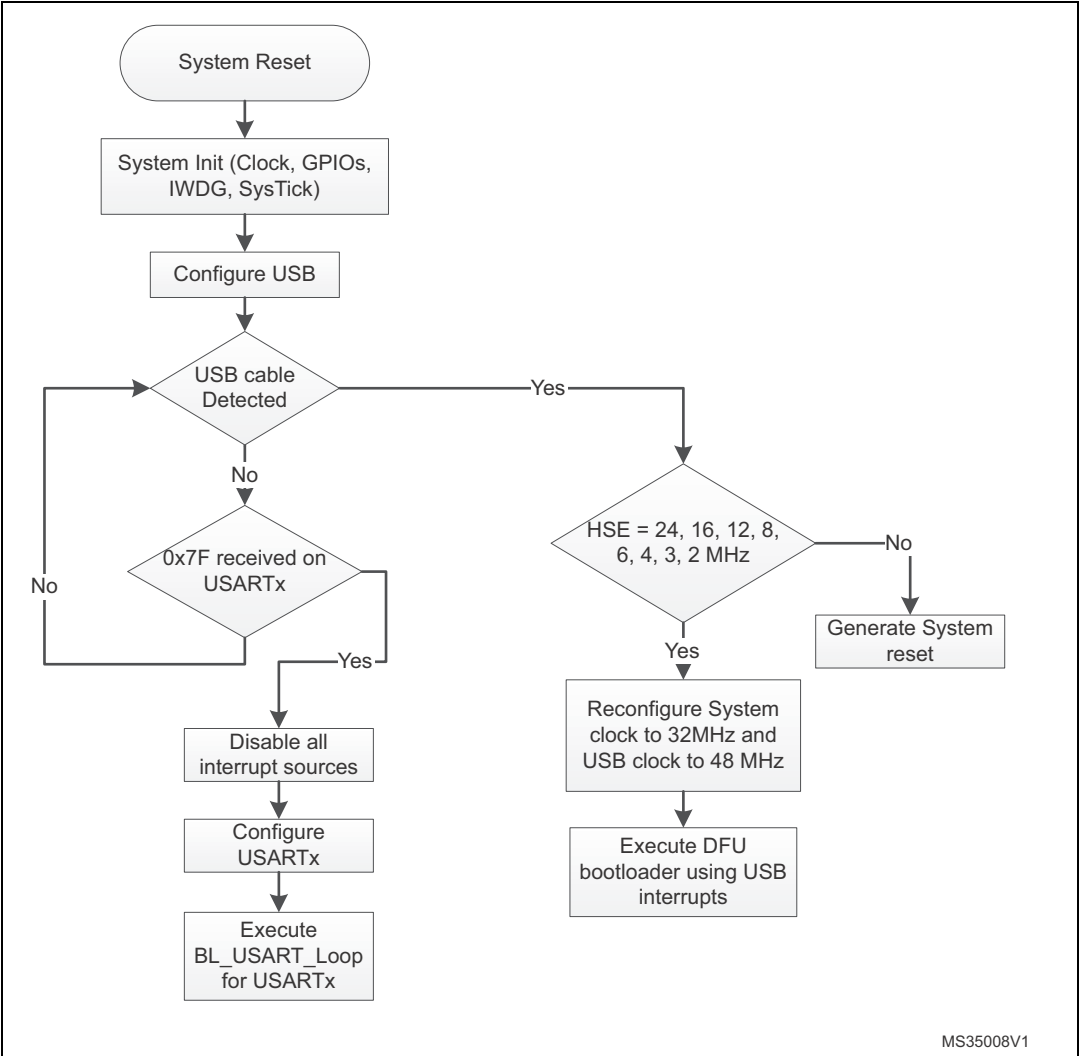 System Reset
System Init (Clock, GPIOs,
IWDG, SysTick)
Configure USB
USB cable
Detected
Yes
No
HSE = 24, 16, 12, 8,
6, 4, 3, 2 MHz
No
0x7F received on
USARTx
No
Generate System
reset
Yes
Yes
Reconfigure System
clock to 32MHz and
USB clock to 48 MHz
Disable all
interrupt sources
Configure
USARTx
Execute DFU
bootloader using USB
interrupts
Execute
BL_USART_Loop
for USARTx
MS35008V1